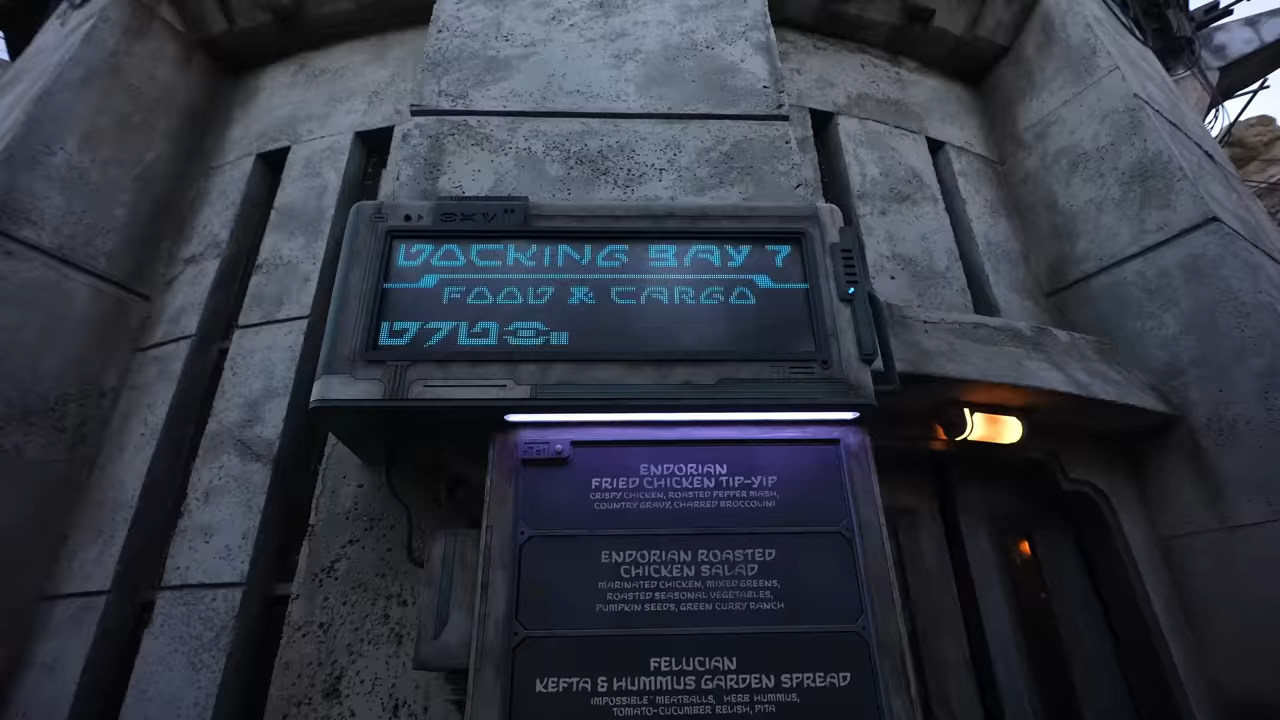 DOCKING BAY 7
FOOD & CARGO
ENDORIAN
FRIED CHICKEN TIP-YIP
CRISPY CHICKEN, ROASTED PEPPER MASH,
COUNTRY GRAVY, CHARRED BROCCOLINI
ENDORIAN ROASTED
CHICKEN SALAD
MARINATED CHICKEN, MIXED GREENS,
ROASTED SEASONAL VEGETABLES,
PUMPKIN SEEDS, GREEN CURRY RANCH
FELUCIAN
KEFTA & HUMMUS GARDEN SPREAD
IMPOSSIBLE™ MEATBALLS, HERB HUMMUS,
TOMATO-CUCUMBER RELISH, PITA